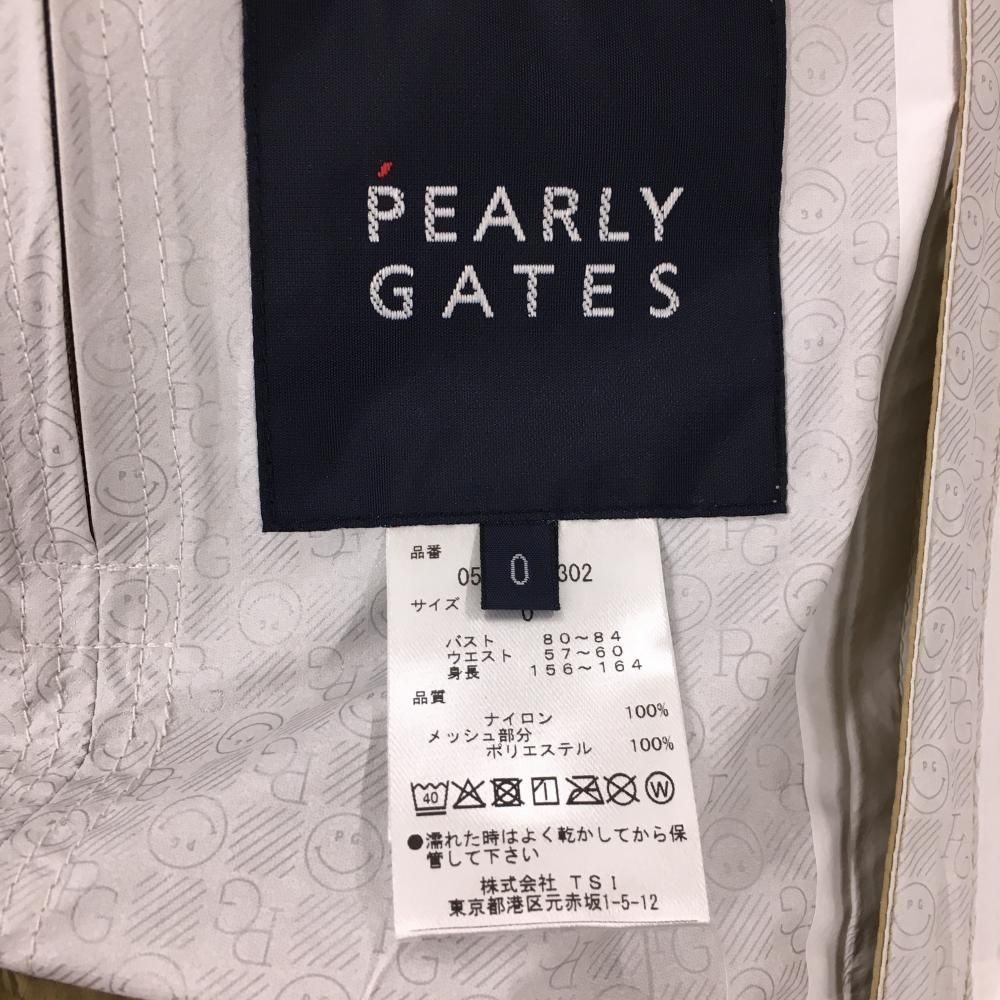 PEARLY
GATES
0
品番
05 302
サイズ
0
バスト 80～84
ウエスト 57～60
身長 156～164
品質
ナイロン 100%
メッシュ部分
ポリエステル 100%
40 W
●濡れた時はよく乾かしてから保
管して下さい
株式会社 TSI
東京都港区元赤坂1-5-12
PG